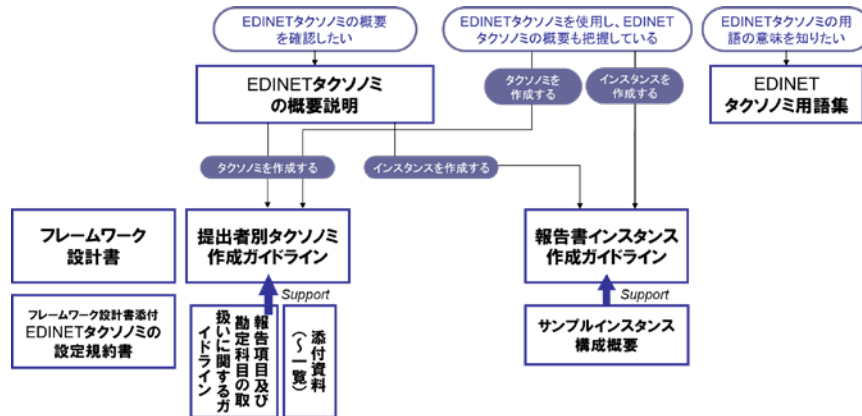 EDINETタクソノミの概要
を確認したい
EDINETタクソノミを使用し、EDINET
タクソノミの概要も把握している
EDINETタクソノミの用
語の意味を知りたい
EDINETタクソノミ
の概要説明
タクソノミを
作成する
インスタンスを
作成する
EDINET
タクソノミ用語集
タクソノミを作成する
インスタンスを作成する
フレームワーク
設計書
提出者別タクソノミ
作成ガイドライン
報告書インスタンス
作成ガイドライン
Support
Support
フレームワーク設計書添付
EDINETタクソノミの
設定規約書
報告項目及び
勘定科目の取
扱いに関するガ
イドライン
添付資料
(～一覧)
サンプルインスタンス
構成概要